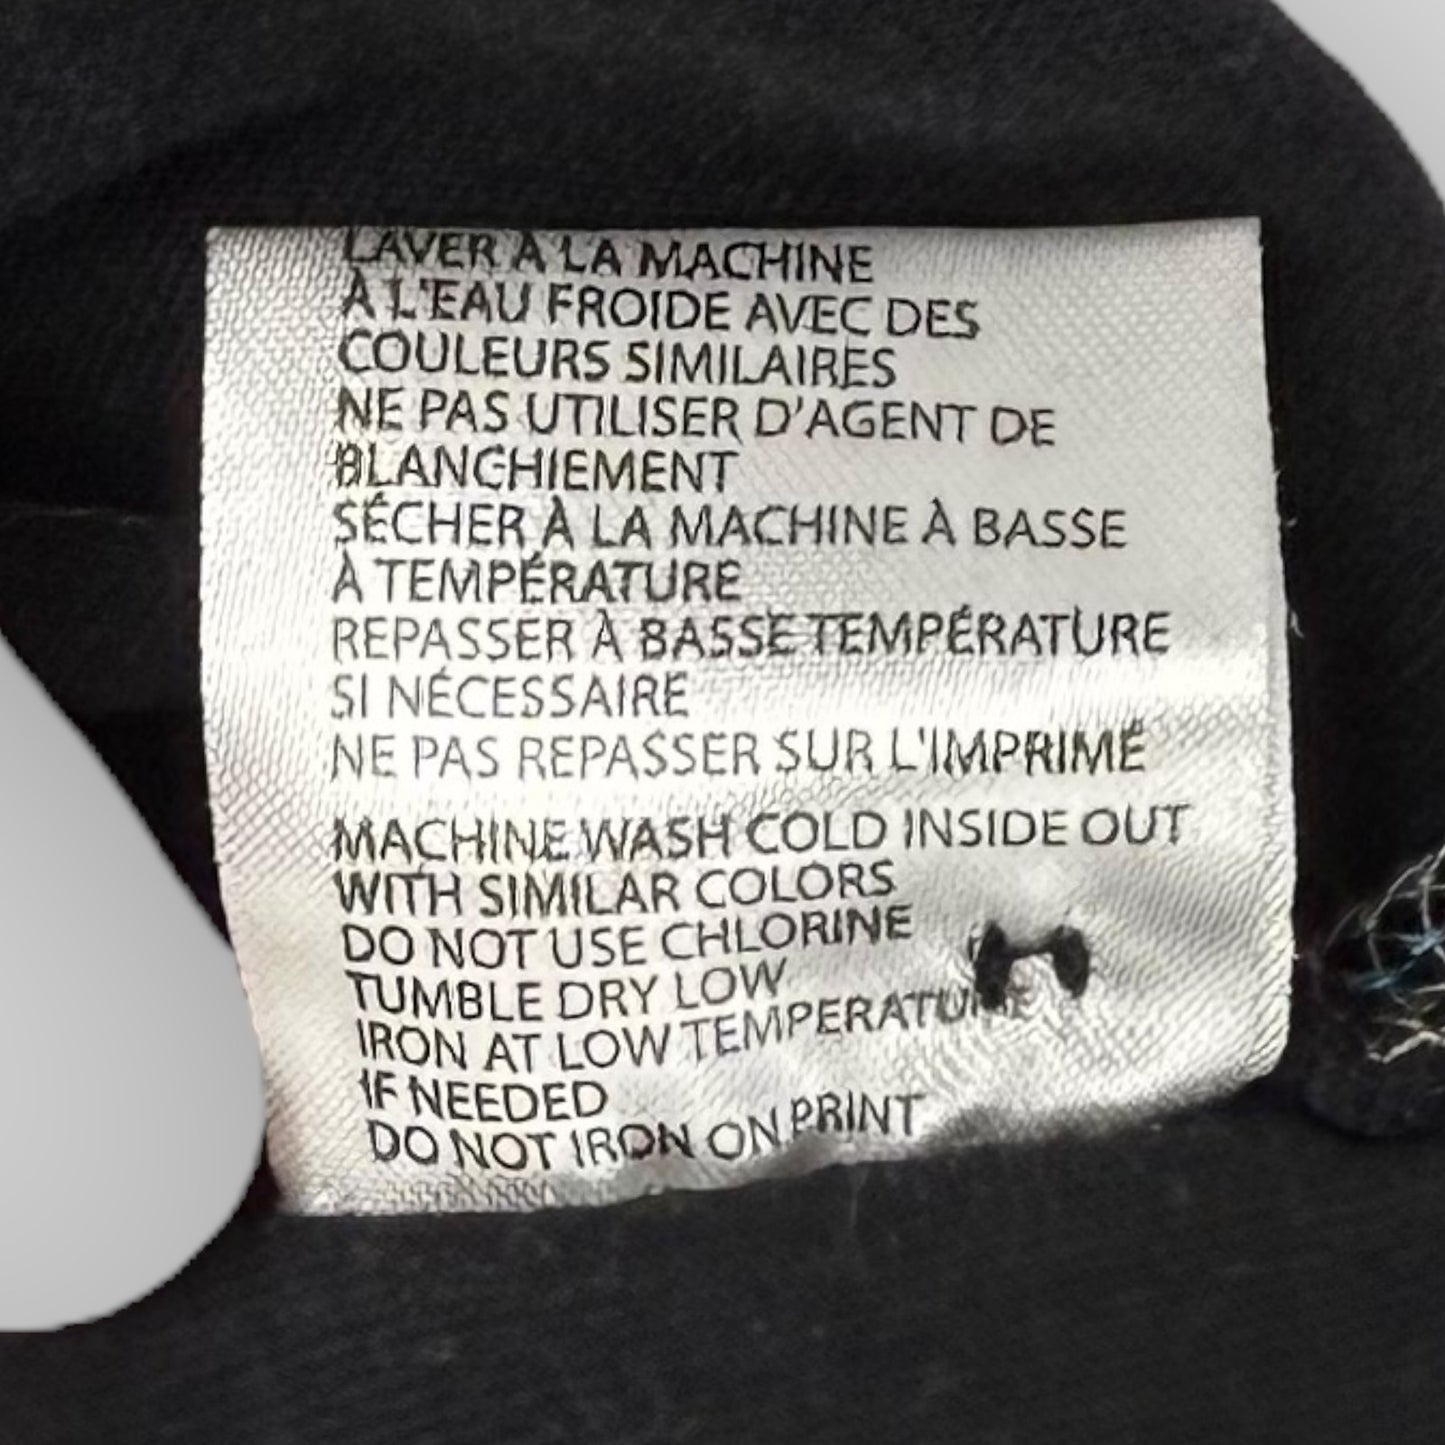 LAVER À LA MACHINE
À L'EAU FROIDE AVEC DES
COULEURS SIMILAIRES
NE PAS UTILISER D'AGENT DE
BLANCHIEMENT
SÉCHER À LA MACHINE À BASSE
À TEMPÉRATURE
REPASSER À BASSE TEMPÉRATURE
SI NÉCESSAIRE
NE PAS REPASSER SUR L'IMPRIMÉ
MACHINE WASH COLD INSIDE OUT
WITH SIMILAR COLORS
DO NOT USE CHLORINE
TUMBLE DRY LOW
IRON AT LOW TEMPERATURE
IF NEEDED
DO NOT IRON ON PRINT